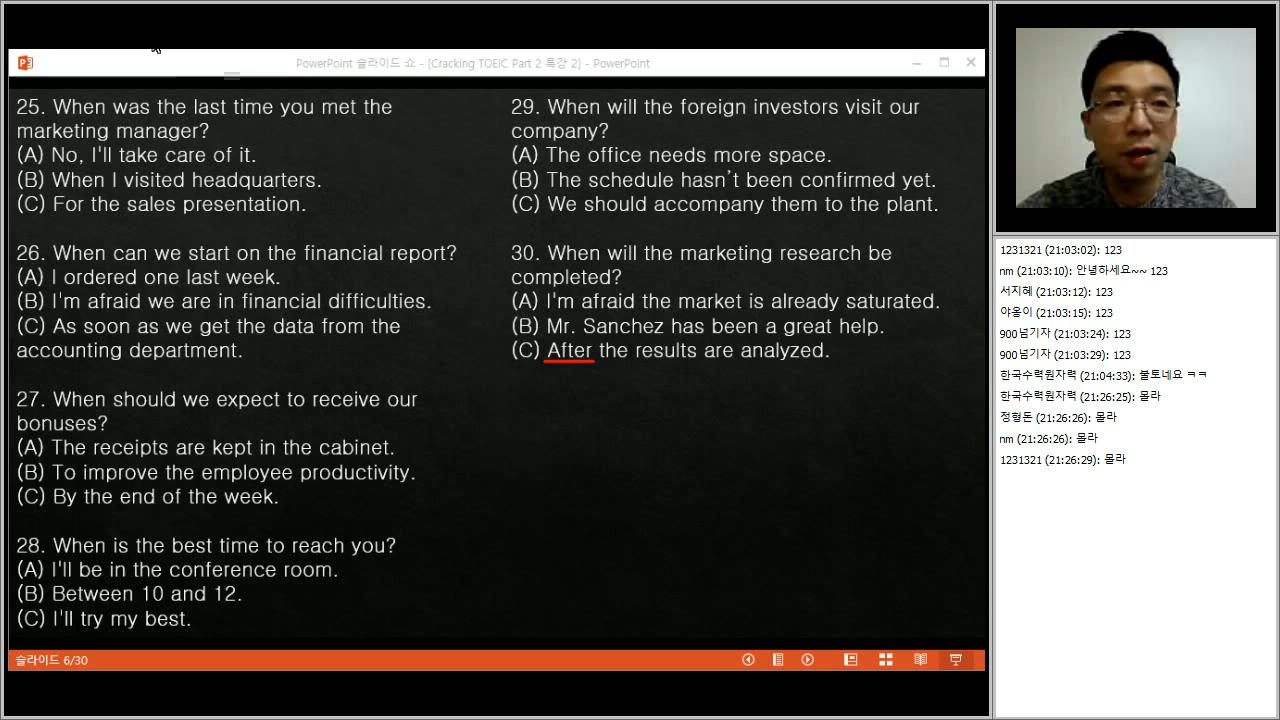 PowerPoint 슬라이드 쇼 - [Cracking TOEIC Part 2 특강 2] - PowerPoint
25. When was the last time you met the
marketing manager?
(A) No, I'll take care of it.
(B) When I visited headquarters.
(C) For the sales presentation.
26. When can we start on the financial report?
(A) I ordered one last week.
(B) I'm afraid we are in financial difficulties.
(C) As soon as we get the data from the
accounting department.
27. When should we expect to receive our
bonuses?
(A) The receipts are kept in the cabinet.
(B) To improve the employee productivity.
(C) By the end of the week.
28. When is the best time to reach you?
(A) I'll be in the conference room.
(B) Between 10 and 12.
(C) I'll try my best.
29. When will the foreign investors visit our
company?
(A) The office needs more space.
(B) The schedule hasn't been confirmed yet.
(C) We should accompany them to the plant.
30. When will the marketing research be
completed?
(A) I'm afraid the market is already saturated.
(B) Mr. Sanchez has been a great help.
(C) After the results are analyzed.
슬라이드 6/30
1231321 (21:03:02): 123
nm (21:03:10): 안녕하세요~~ 123
서지혜 (21:03:12): 123
야옹이 (21:03:15): 123
900넘기자 (21:03:24): 123
900넘기자 (21:03:29): 123
한국수력원자력 (21:04:33): 불토네요 ㅋㅋ
한국수력원자력 (21:26:25): 몰라
정형돈 (21:26:26): 몰라
nm (21:26:26): 몰라
1231321 (21:26:29): 몰라